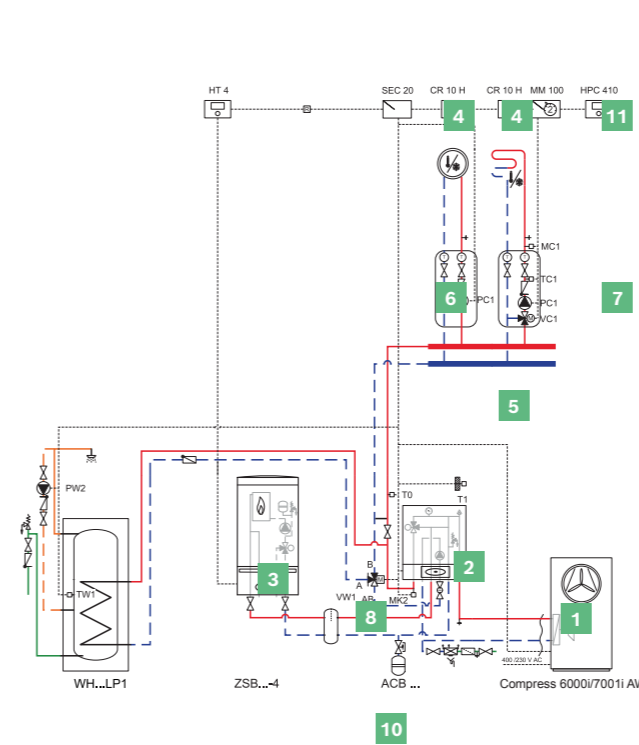 HT 4 SEC 20 CR 10 H CR 10 H MM 100 HPC 410
4 4 11
2
MC1
T T T T
TC1
6 PC1 PC1 7
VC1
5
T0 T1
PW2
B
2
3 A M
TW1 VW1 AB MK2
8 1
400 /230 V AC
WH...LP1 ZSB...-4 ACB ... Compress 6000i/7001i AW
10